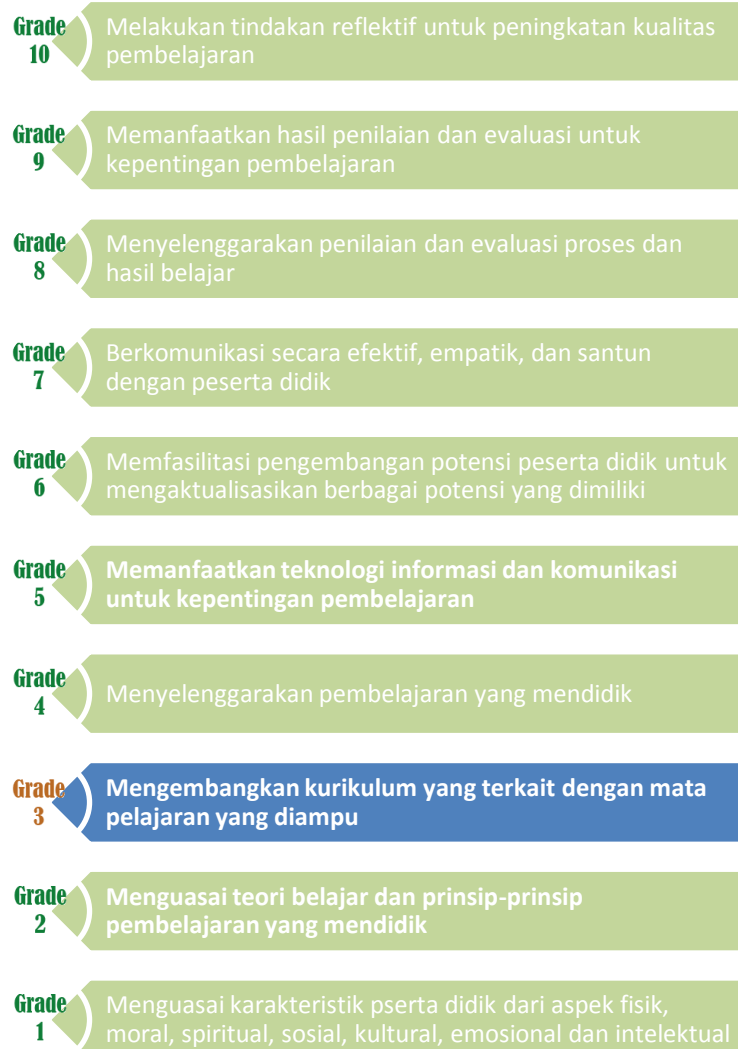 Grade
10
Melakukan tindakan reflektif untuk peningkatan kualitas
pembelajaran
Grade
9
Memanfaatkan hasil penilaian dan evaluasi untuk
kepentingan pembelajaran
Grade
8
Menyelenggarakan penilaian dan evaluasi proses dan
hasil belajar
Grade
7
Berkomunikasi secara efektif, empatik, dan santun
dengan peserta didik
Grade
6
Memfasilitasi pengembangan potensi peserta didik untuk
mengaktualisasikan berbagai potensi yang dimiliki
Grade
5
Memanfaatkan teknologi informasi dan komunikasi
untuk kepentingan pembelajaran
Grade
4
Menyelenggarakan pembelajaran yang mendidik
Grade
3
Mengembangkan kurikulum yang terkait dengan mata
pelajaran yang diampu
Grade
2
Menguasai teori belajar dan prinsip-prinsip
pembelajaran yang mendidik
Grade
1
Menguasai karakteristik pserta didik dari aspek fisik,
moral, spiritual, sosial, kultural, emosional dan intelektual